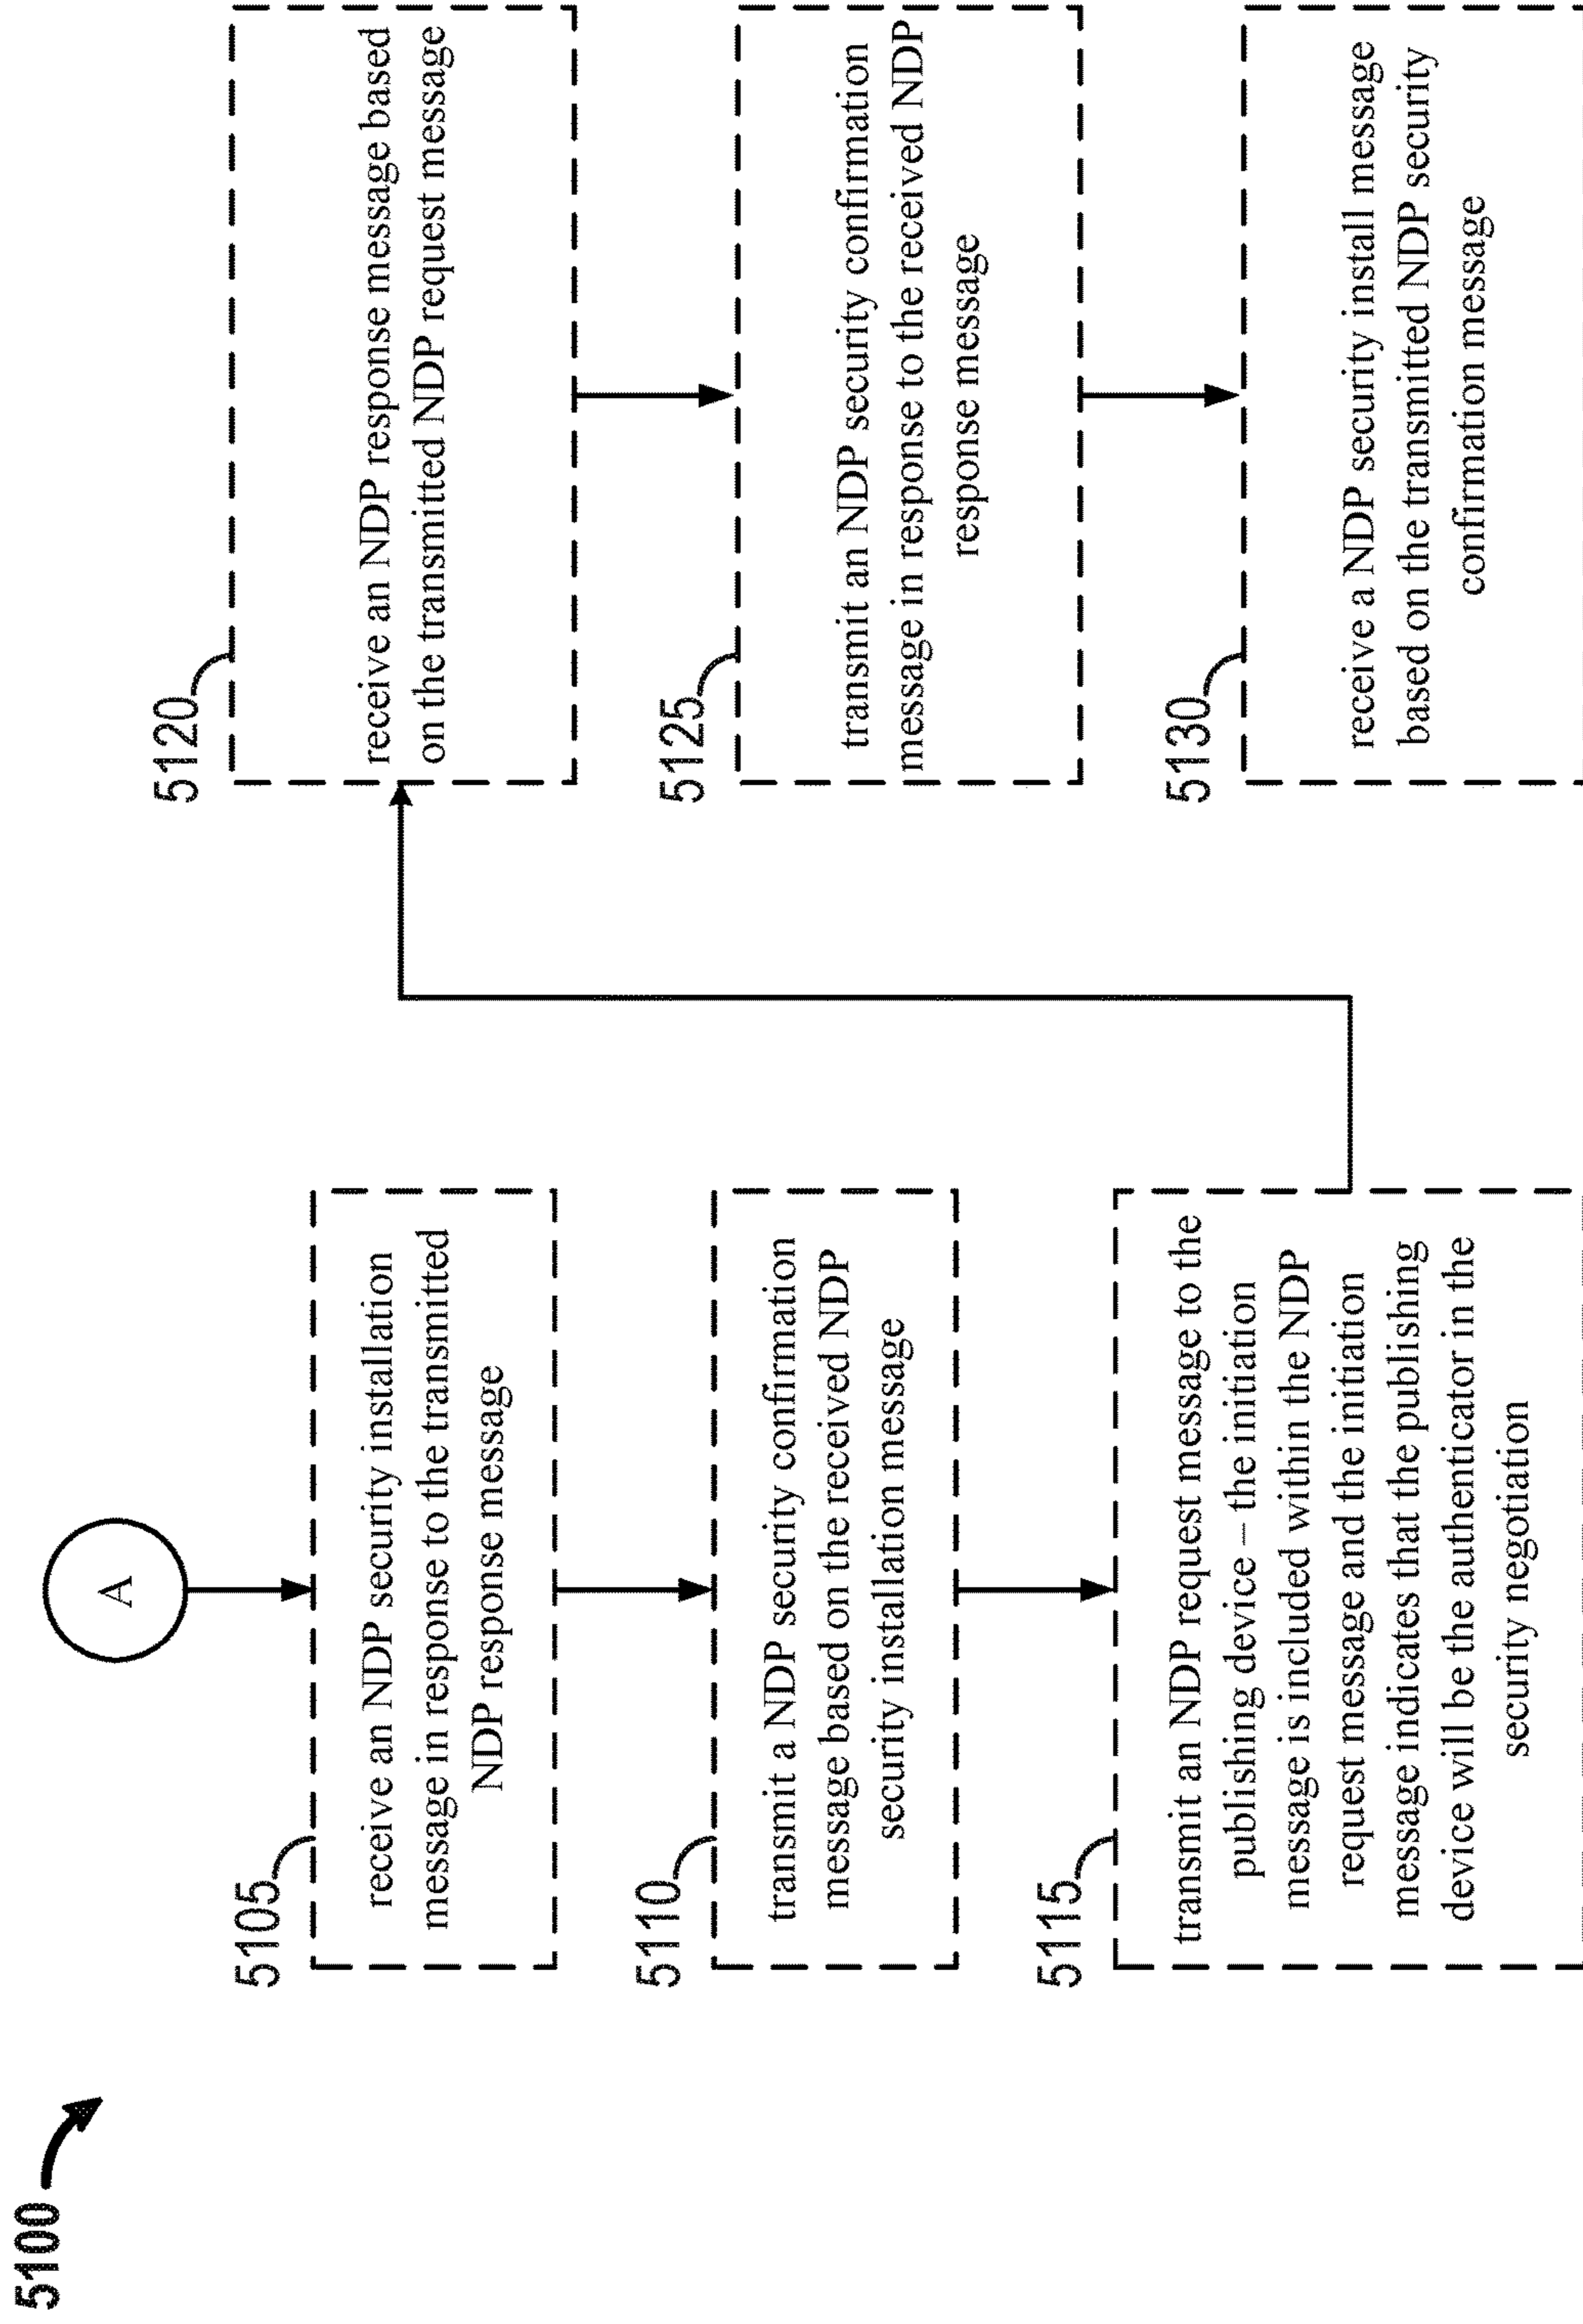 5100
A
5105
receive an NDP security installation
message in response to the transmitted
NDP response message
5110
transmit a NDP security confirmation
message based on the received NDP
security installation message
5115
transmit an NDP request message to the
publishing device – the initiation
message is included within the NDP
request message and the initiation
message indicates that the publishing
device will be the authenticator in the
security negotiation
5120
receive an NDP response message based
on the transmitted NDP request message
5125
transmit an NDP security confirmation
message in response to the received NDP
response message
5130
receive a NDP security install message
based on the transmitted NDP security
confirmation message